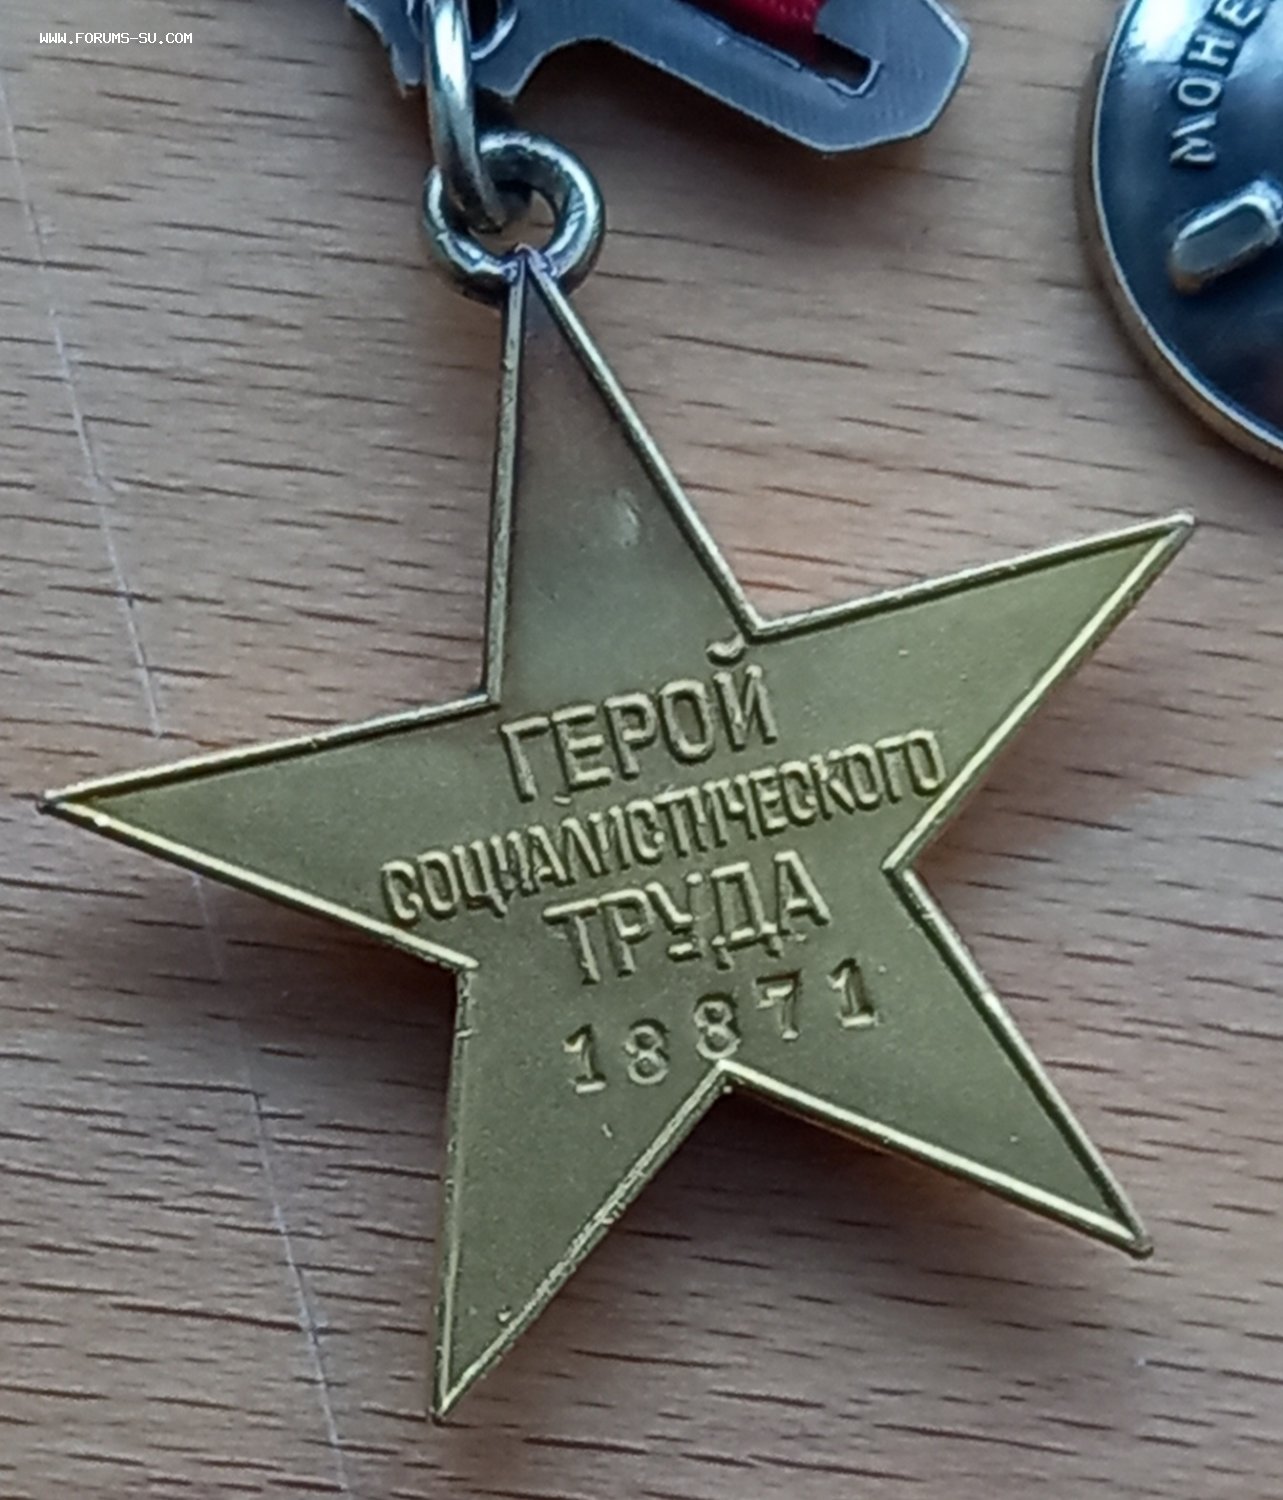 WWW.FORUMS-SU.COM
ГЕРОЙ
СОЦИАЛИСТИЧЕСКОГО
ТРУДА
18871